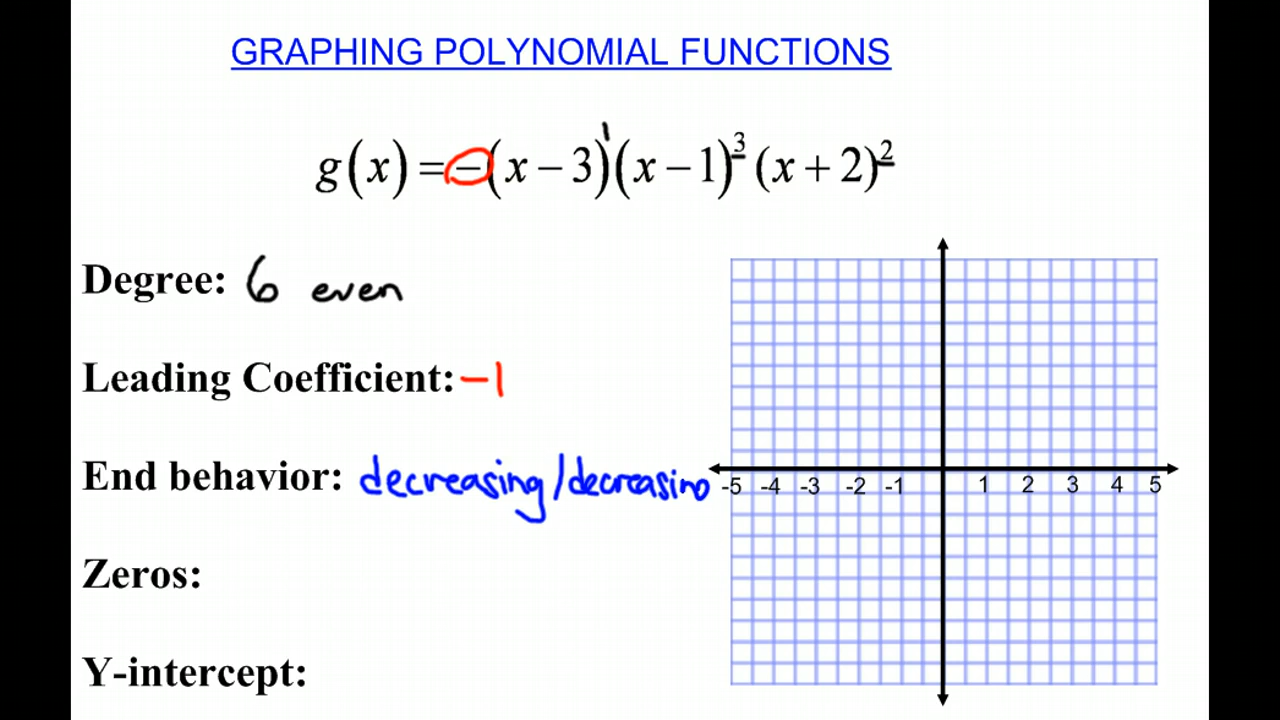 GRAPHING POLYNOMIAL FUNCTIONS
g(x) = −(x − 3)¹(x − 1)³(x + 2)²
Degree: 6 even
Leading Coefficient: −1
End behavior: decreasing/decreasing
-5 -4 -3 -2 -1 1 2 3 4 5
Zeros:
Y-intercept: